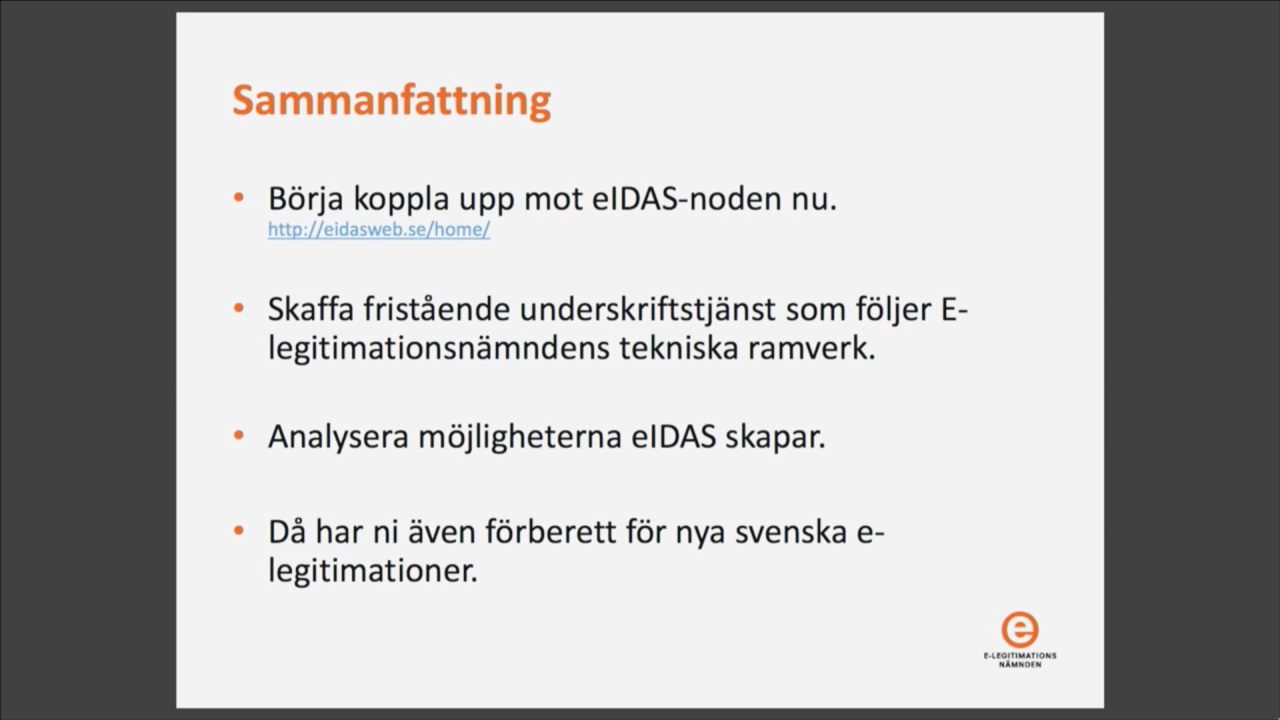 Sammanfattning
• Börja koppla upp mot eIDAS-noden nu.
http://eidasweb.se/home/
• Skaffa fristående underskriftstjänst som följer E-
legitimationsnämndens tekniska ramverk.
• Analysera möjligheterna eIDAS skapar.
• Då har ni även förberett för nya svenska e-
legitimationer.
e
E-LEGITIMATIONS
NÄMNDEN